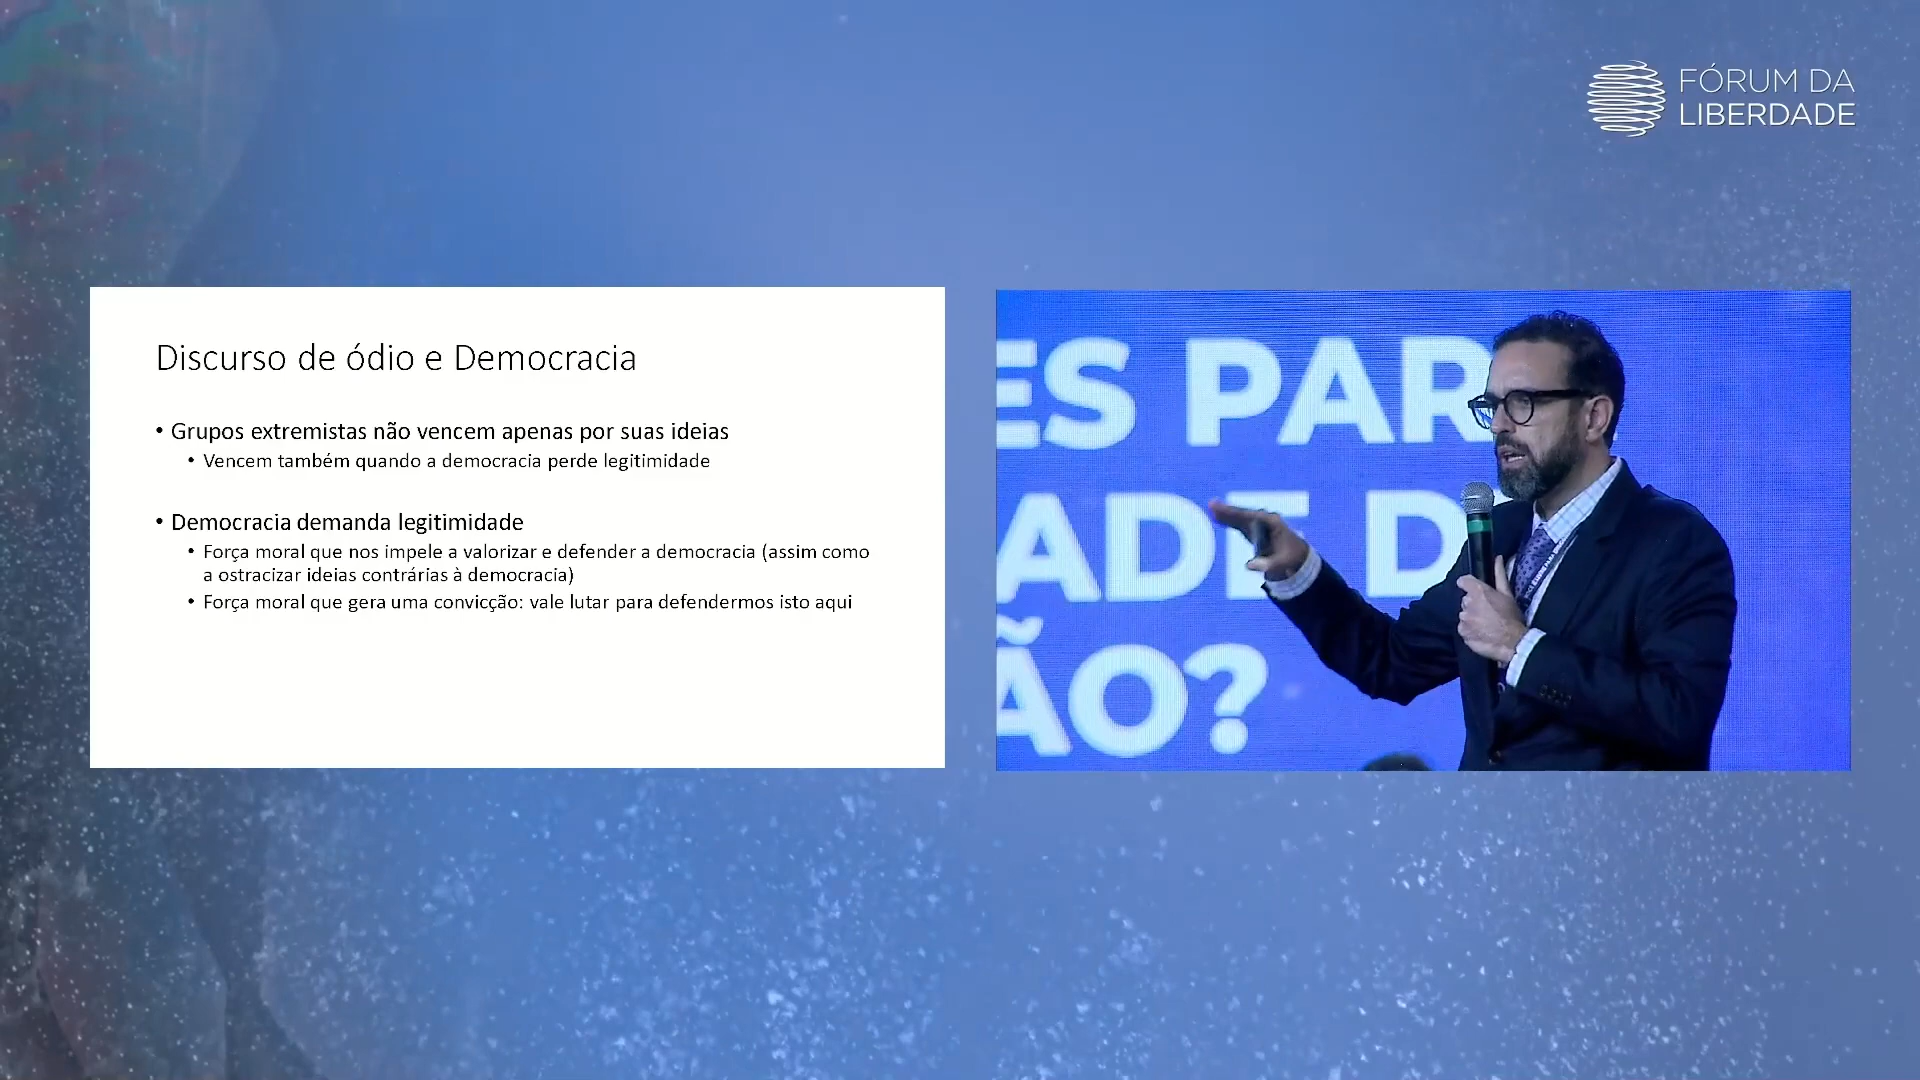 FÓRUM DA
LIBERDADE
Discurso de ódio e Democracia
• Grupos extremistas não vencem apenas por suas ideias
• Vencem também quando a democracia perde legitimidade
• Democracia demanda legitimidade
• Força moral que nos impele a valorizar e defender a democracia (assim como
a ostracizar ideias contrárias à democracia)
• Força moral que gera uma convicção: vale lutar para defendermos isto aqui
ES PAR
ADE D
ÃO?